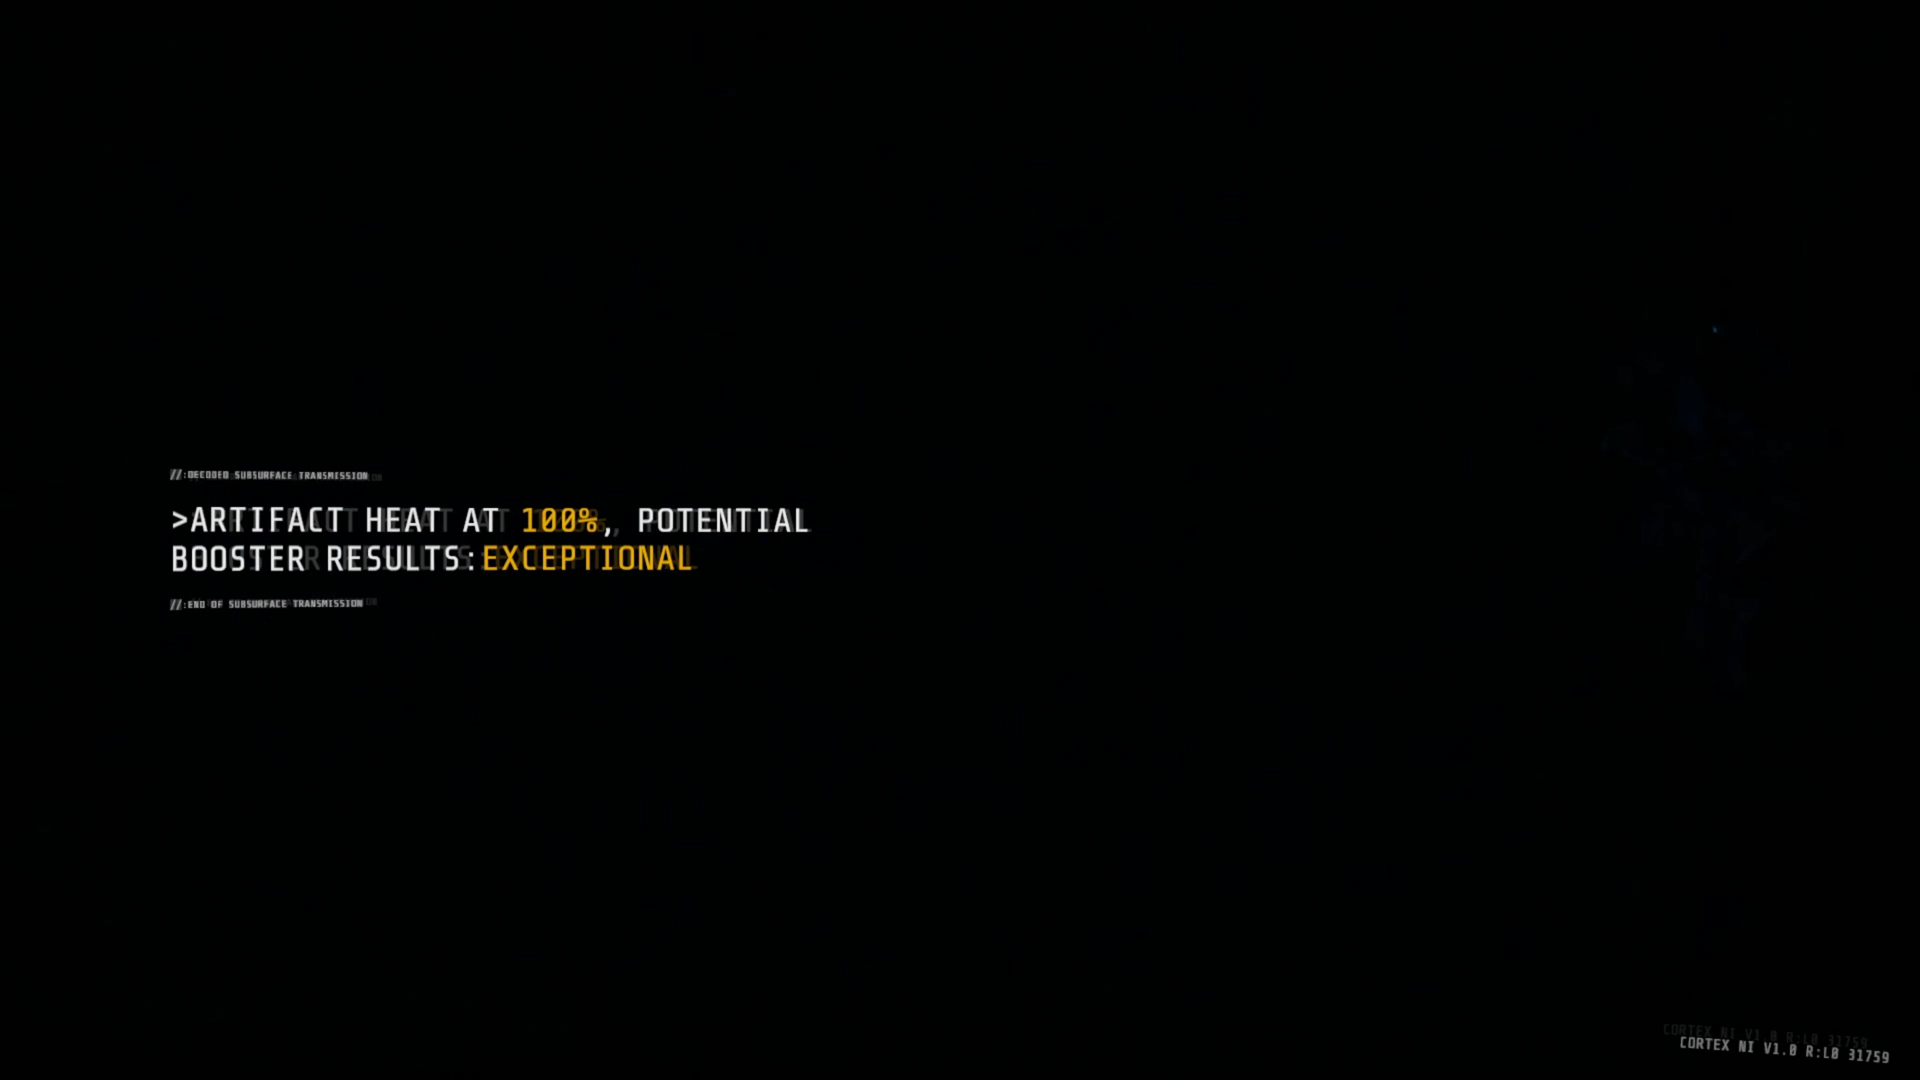 //:DECODED SUBSURFACE TRANSMISSION
>ARTIFACT HEAT AT 100%, POTENTIAL
BOOSTER RESULTS:EXCEPTIONAL
//:END OF SUBSURFACE TRANSMISSION
CORTEX NI V1.0 R:L0 31759